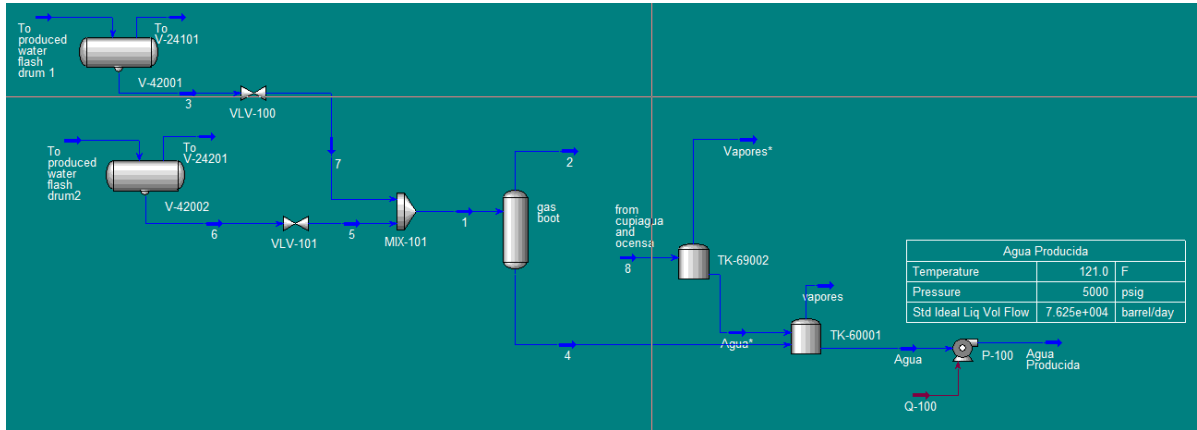 To
produced
water
flash
drum 1
To
V-24101
V-42001
3
VLV-100
To
produced
water
flash
drum2
To
V-24201
V-42002
6
VLV-101
5
7
MIX-101
1
2
gas
boot
4
Vapores*
from
cupiagua
and
ocensa
8
TK-69002
Agua*
vapores
TK-60001
Agua
P-100
Agua
Producida
Q-100
Agua Producida
Temperature 121.0 F
Pressure 5000 psig
Std Ideal Liq Vol Flow 7.625e+004 barrel/day